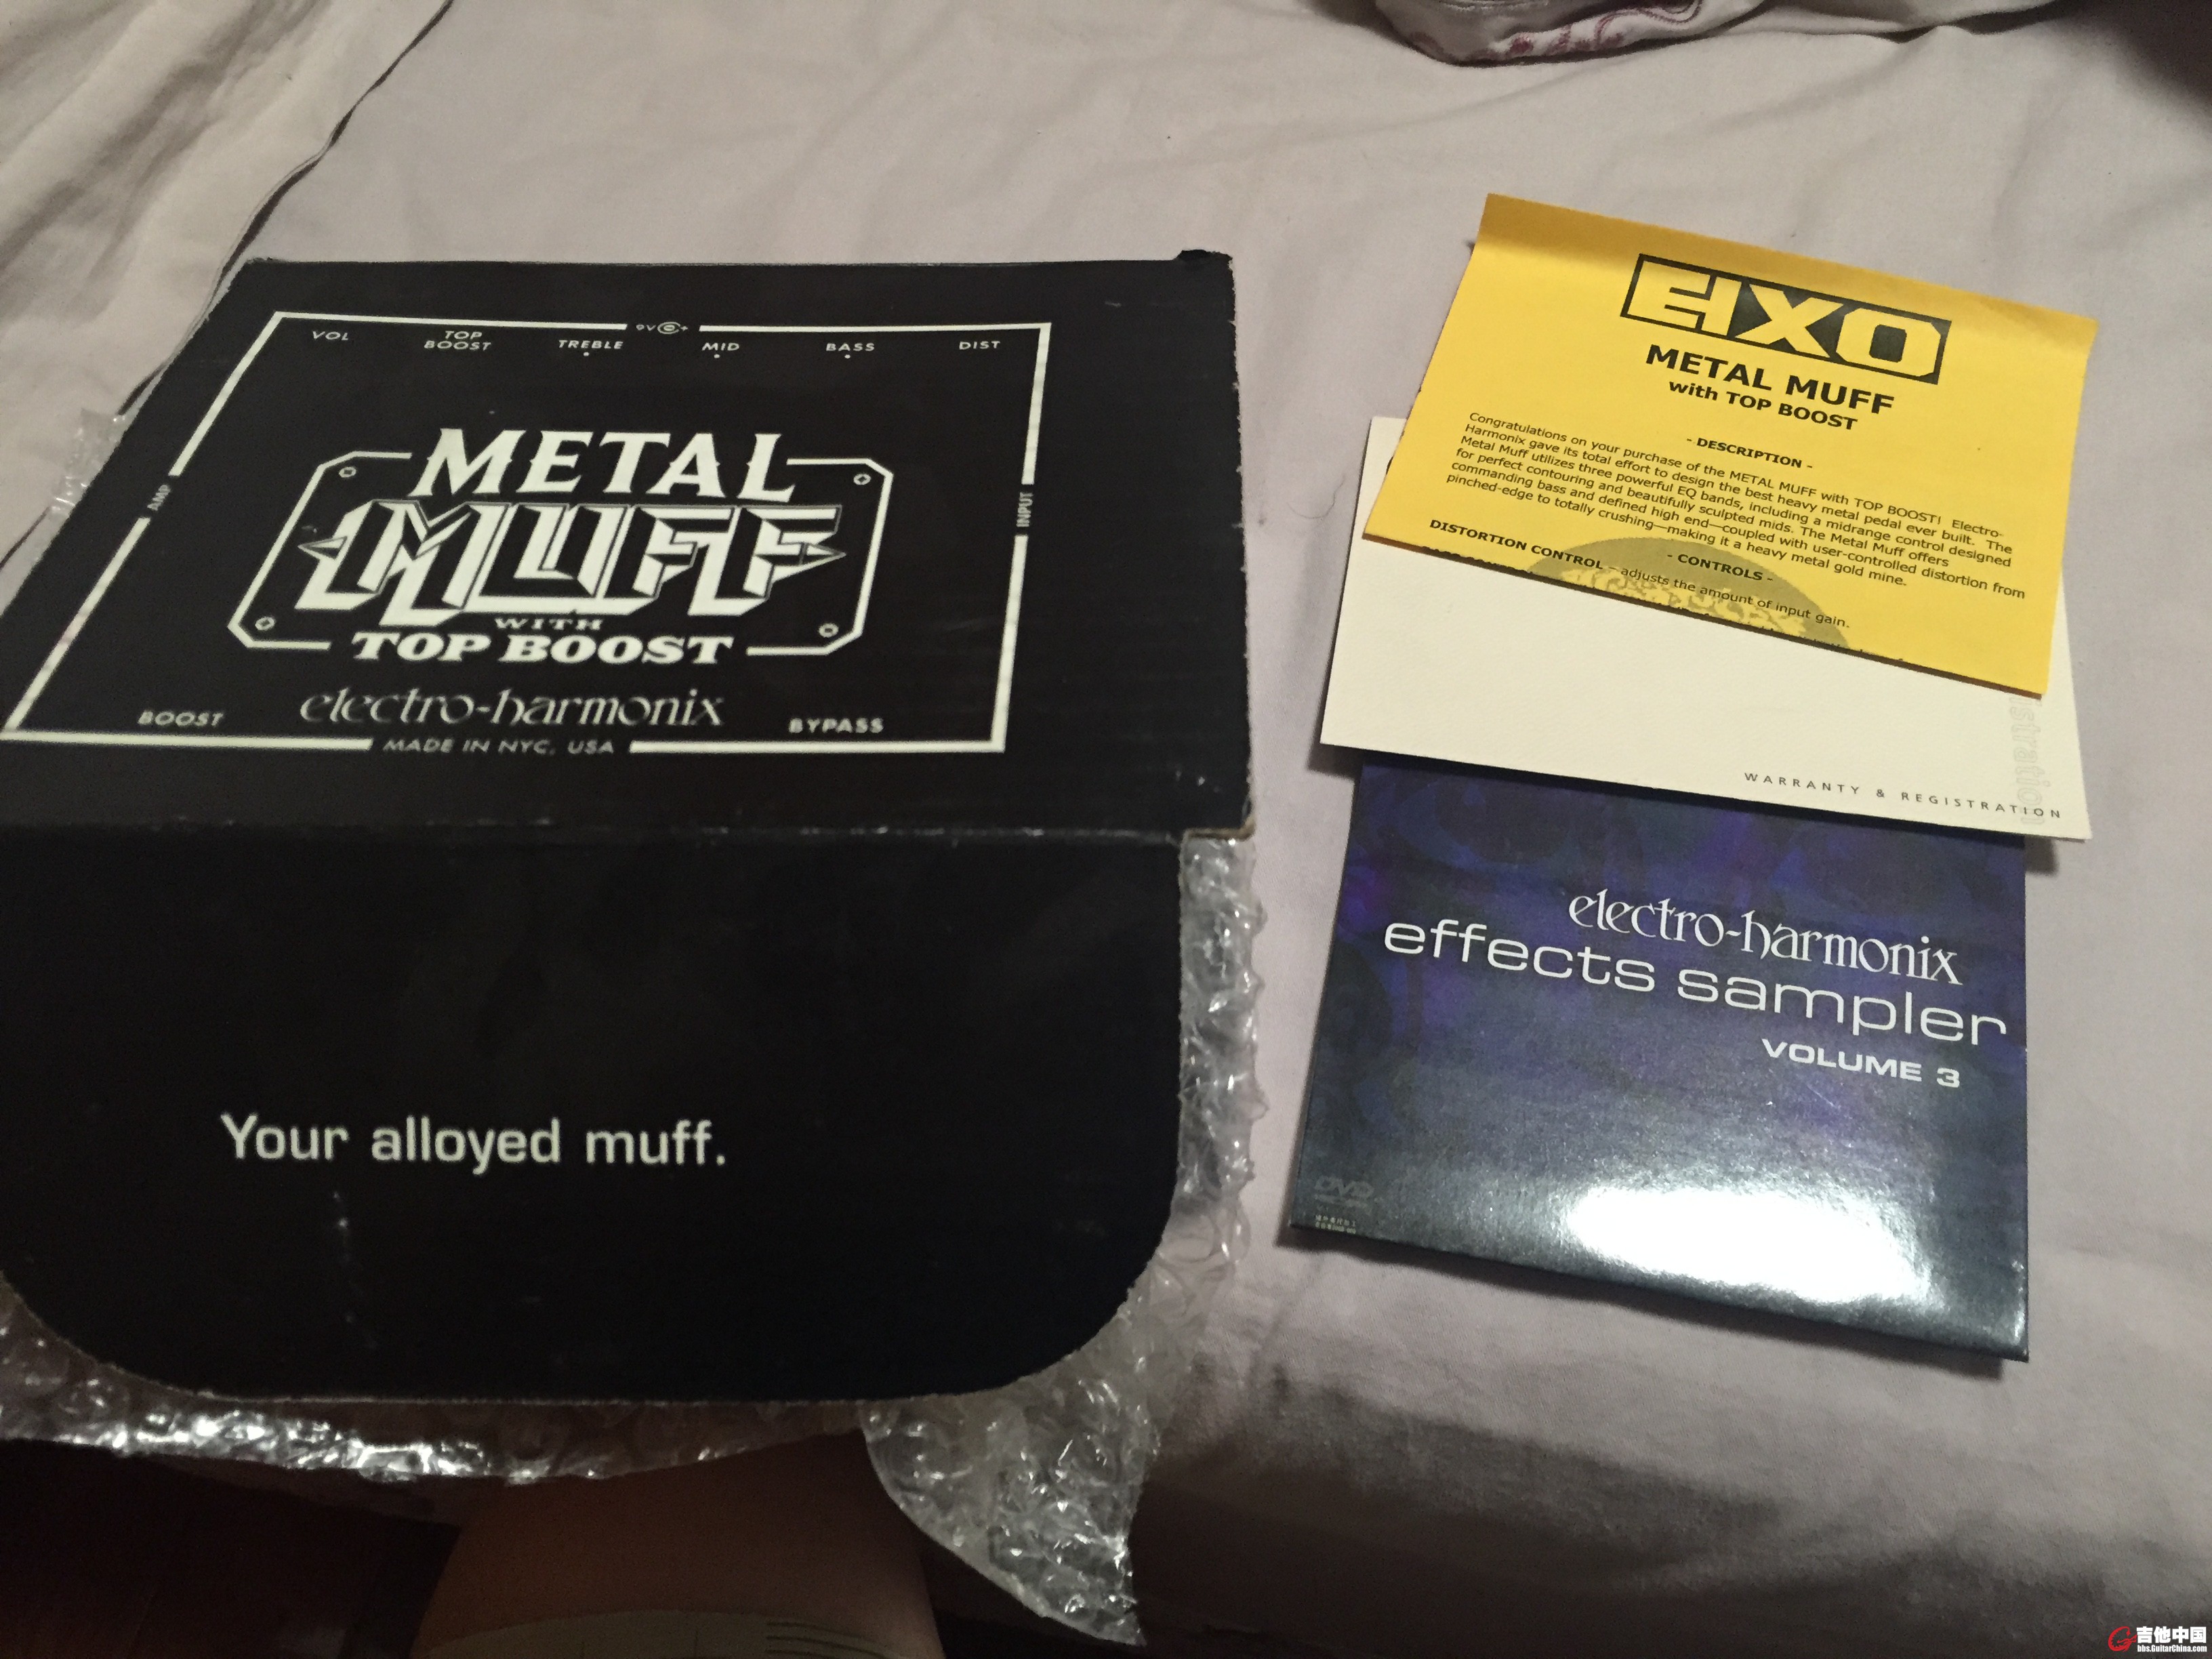 VOL
TOP
BOOST
TREBLE
9V
MID
BASS
DIST
AMP
INPUT
METAL
MUFF
WITH
TOP BOOST
electro-harmonix
BOOST
BYPASS
MADE IN NYC, USA
Your alloyed muff.
EHXO
METAL MUFF
with TOP BOOST
- DESCRIPTION -
Congratulations on your purchase of the METAL MUFF with TOP BOOST! Electro-
Harmonix gave its total effort to design the best heavy metal pedal ever built. The
Metal Muff utilizes three powerful EQ bands, including a midrange control designed
for perfect contouring and beautifully sculpted mids. The Metal Muff offers
commanding bass and defined high end—coupled with user-controlled distortion from
pinched-edge to totally crushing—making it a heavy metal gold mine.
- CONTROLS -
DISTORTION CONTROL – adjusts the amount of input gain.
WARRANTY & REGISTRATION
electro-harmonix
effects sampler
VOLUME 3
DVD
吉他中国
bbs.GuitarChina.com